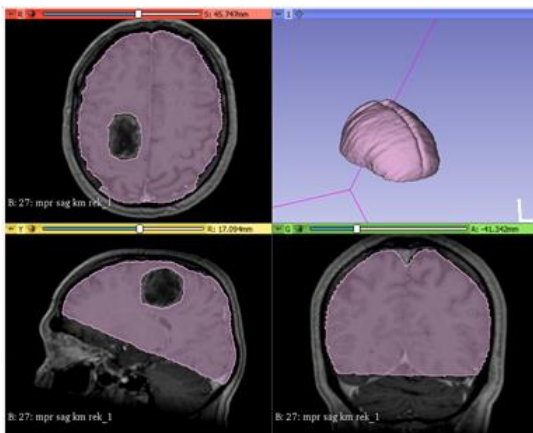 R
S: 45.747mm
1
B: 27: mpr sag km rek_1
Y
R: 17.094mm
G
A: -41.342mm
B: 27: mpr sag km rek_1
B: 27: mpr sag km rek_1